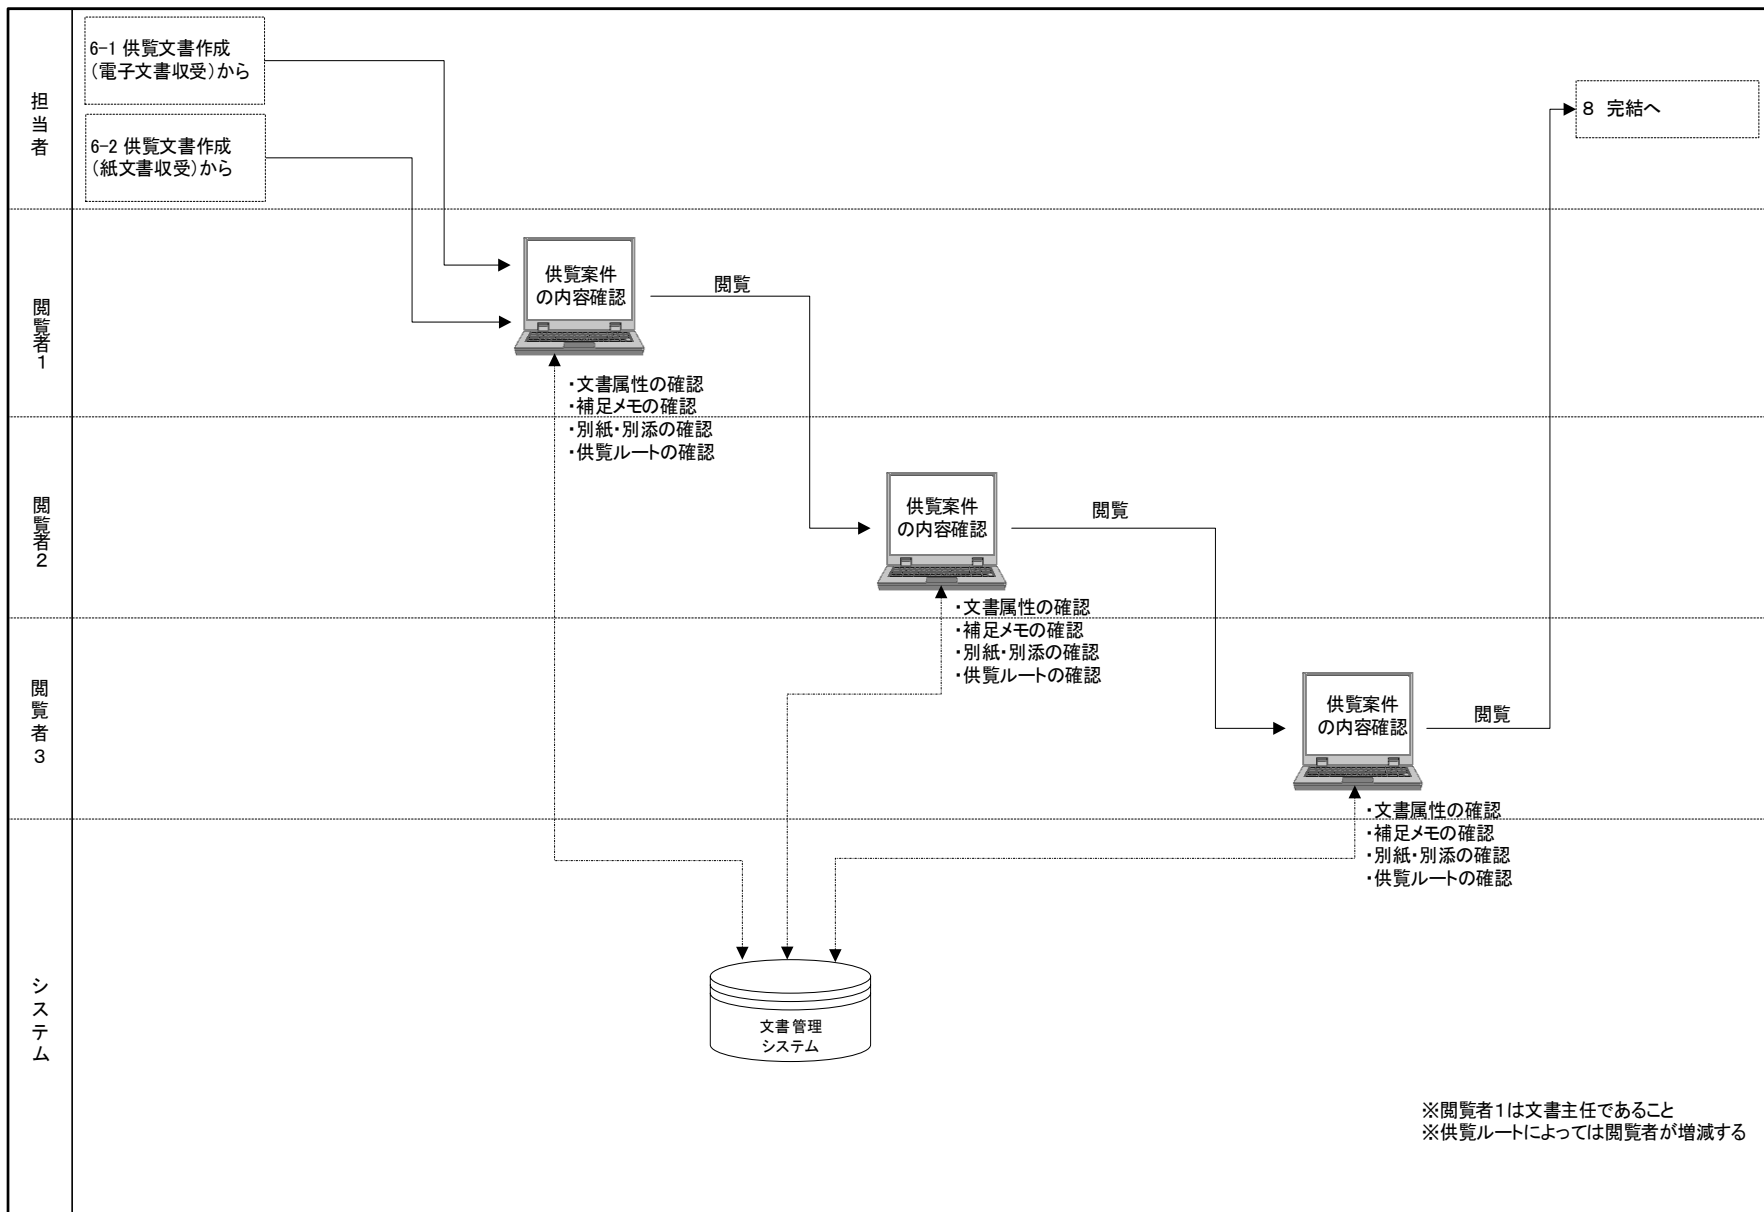 担当者
6-1 供覧文書作成
（電子文書収受）から
6-2 供覧文書作成
（紙文書収受）から
8 完結へ
閲覧者1
供覧案件
の内容確認
閲覧
・文書属性の確認
・補足メモの確認
・別紙・別添の確認
・供覧ルートの確認
閲覧者2
供覧案件
の内容確認
閲覧
・文書属性の確認
・補足メモの確認
・別紙・別添の確認
・供覧ルートの確認
閲覧者3
供覧案件
の内容確認
閲覧
・文書属性の確認
・補足メモの確認
・別紙・別添の確認
・供覧ルートの確認
システム
文書管理
システム
※閲覧者1は文書主任であること
※供覧ルートによっては閲覧者が増減する